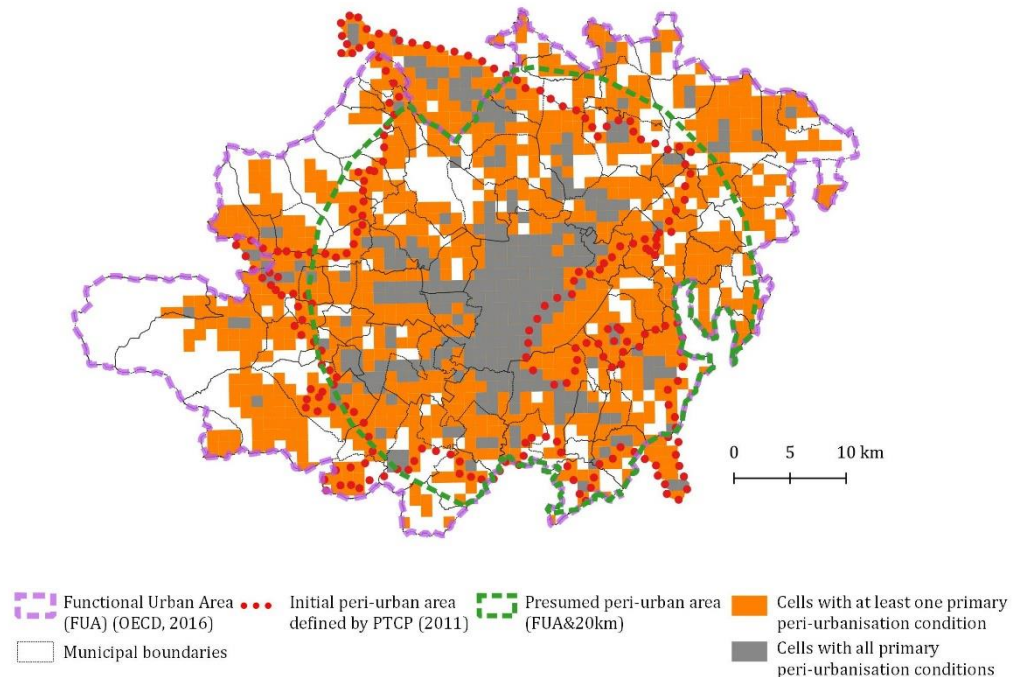 0 5 10 km
Functional Urban Area
(FUA) (OECD, 2016)
Initial peri-urban area
defined by PTCP (2011)
Presumed peri-urban area
(FUA&20km)
Cells with at least one primary
peri-urbanisation condition
Municipal boundaries
Cells with all primary
peri-urbanisation conditions